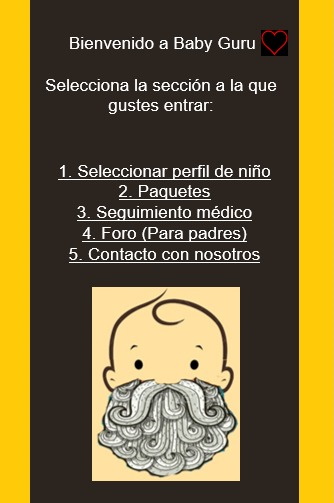 Bienvenido a Baby Guru
Selecciona la sección a la que
gustes entrar:
1. Seleccionar perfil de niño
2. Paquetes
3. Seguimiento médico
4. Foro (Para padres)
5. Contacto con nosotros